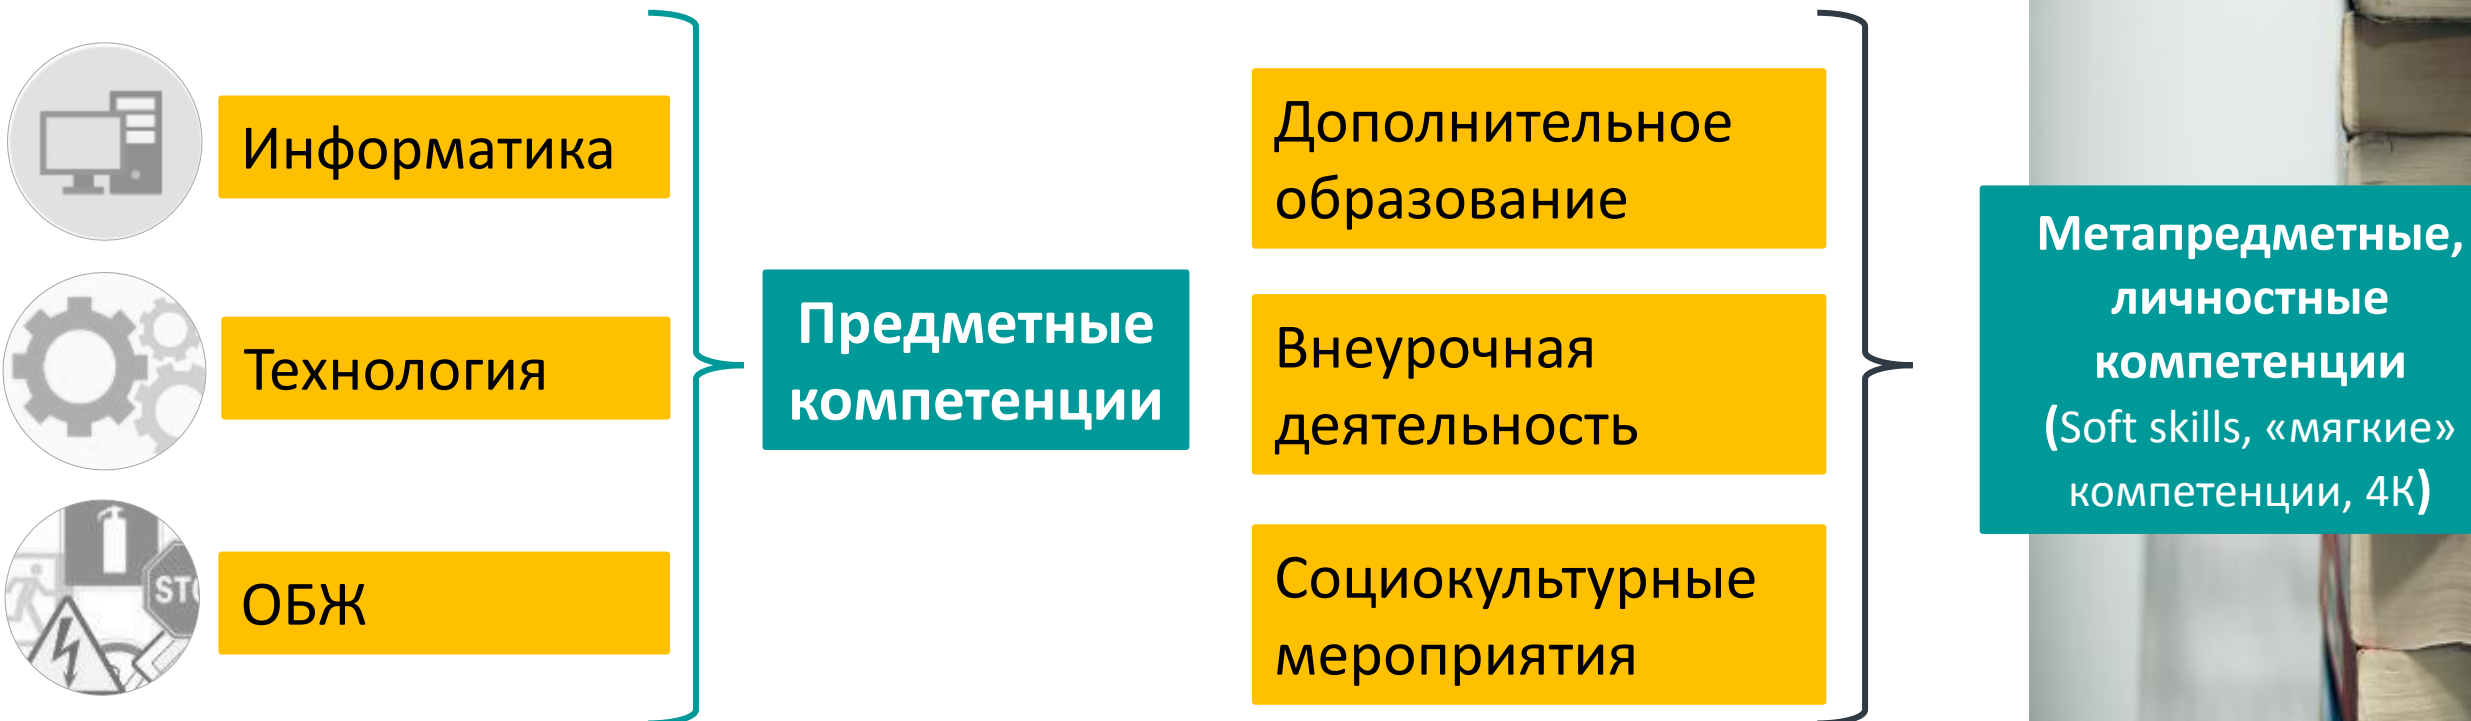 Информатика
Технология
ОБЖ
Предметные
компетенции
Дополнительное
образование
Внеурочная
деятельность
Социокультурные
мероприятия
Метапредметные,
личностные
компетенции
(Soft skills, «мягкие»
компетенции, 4К)